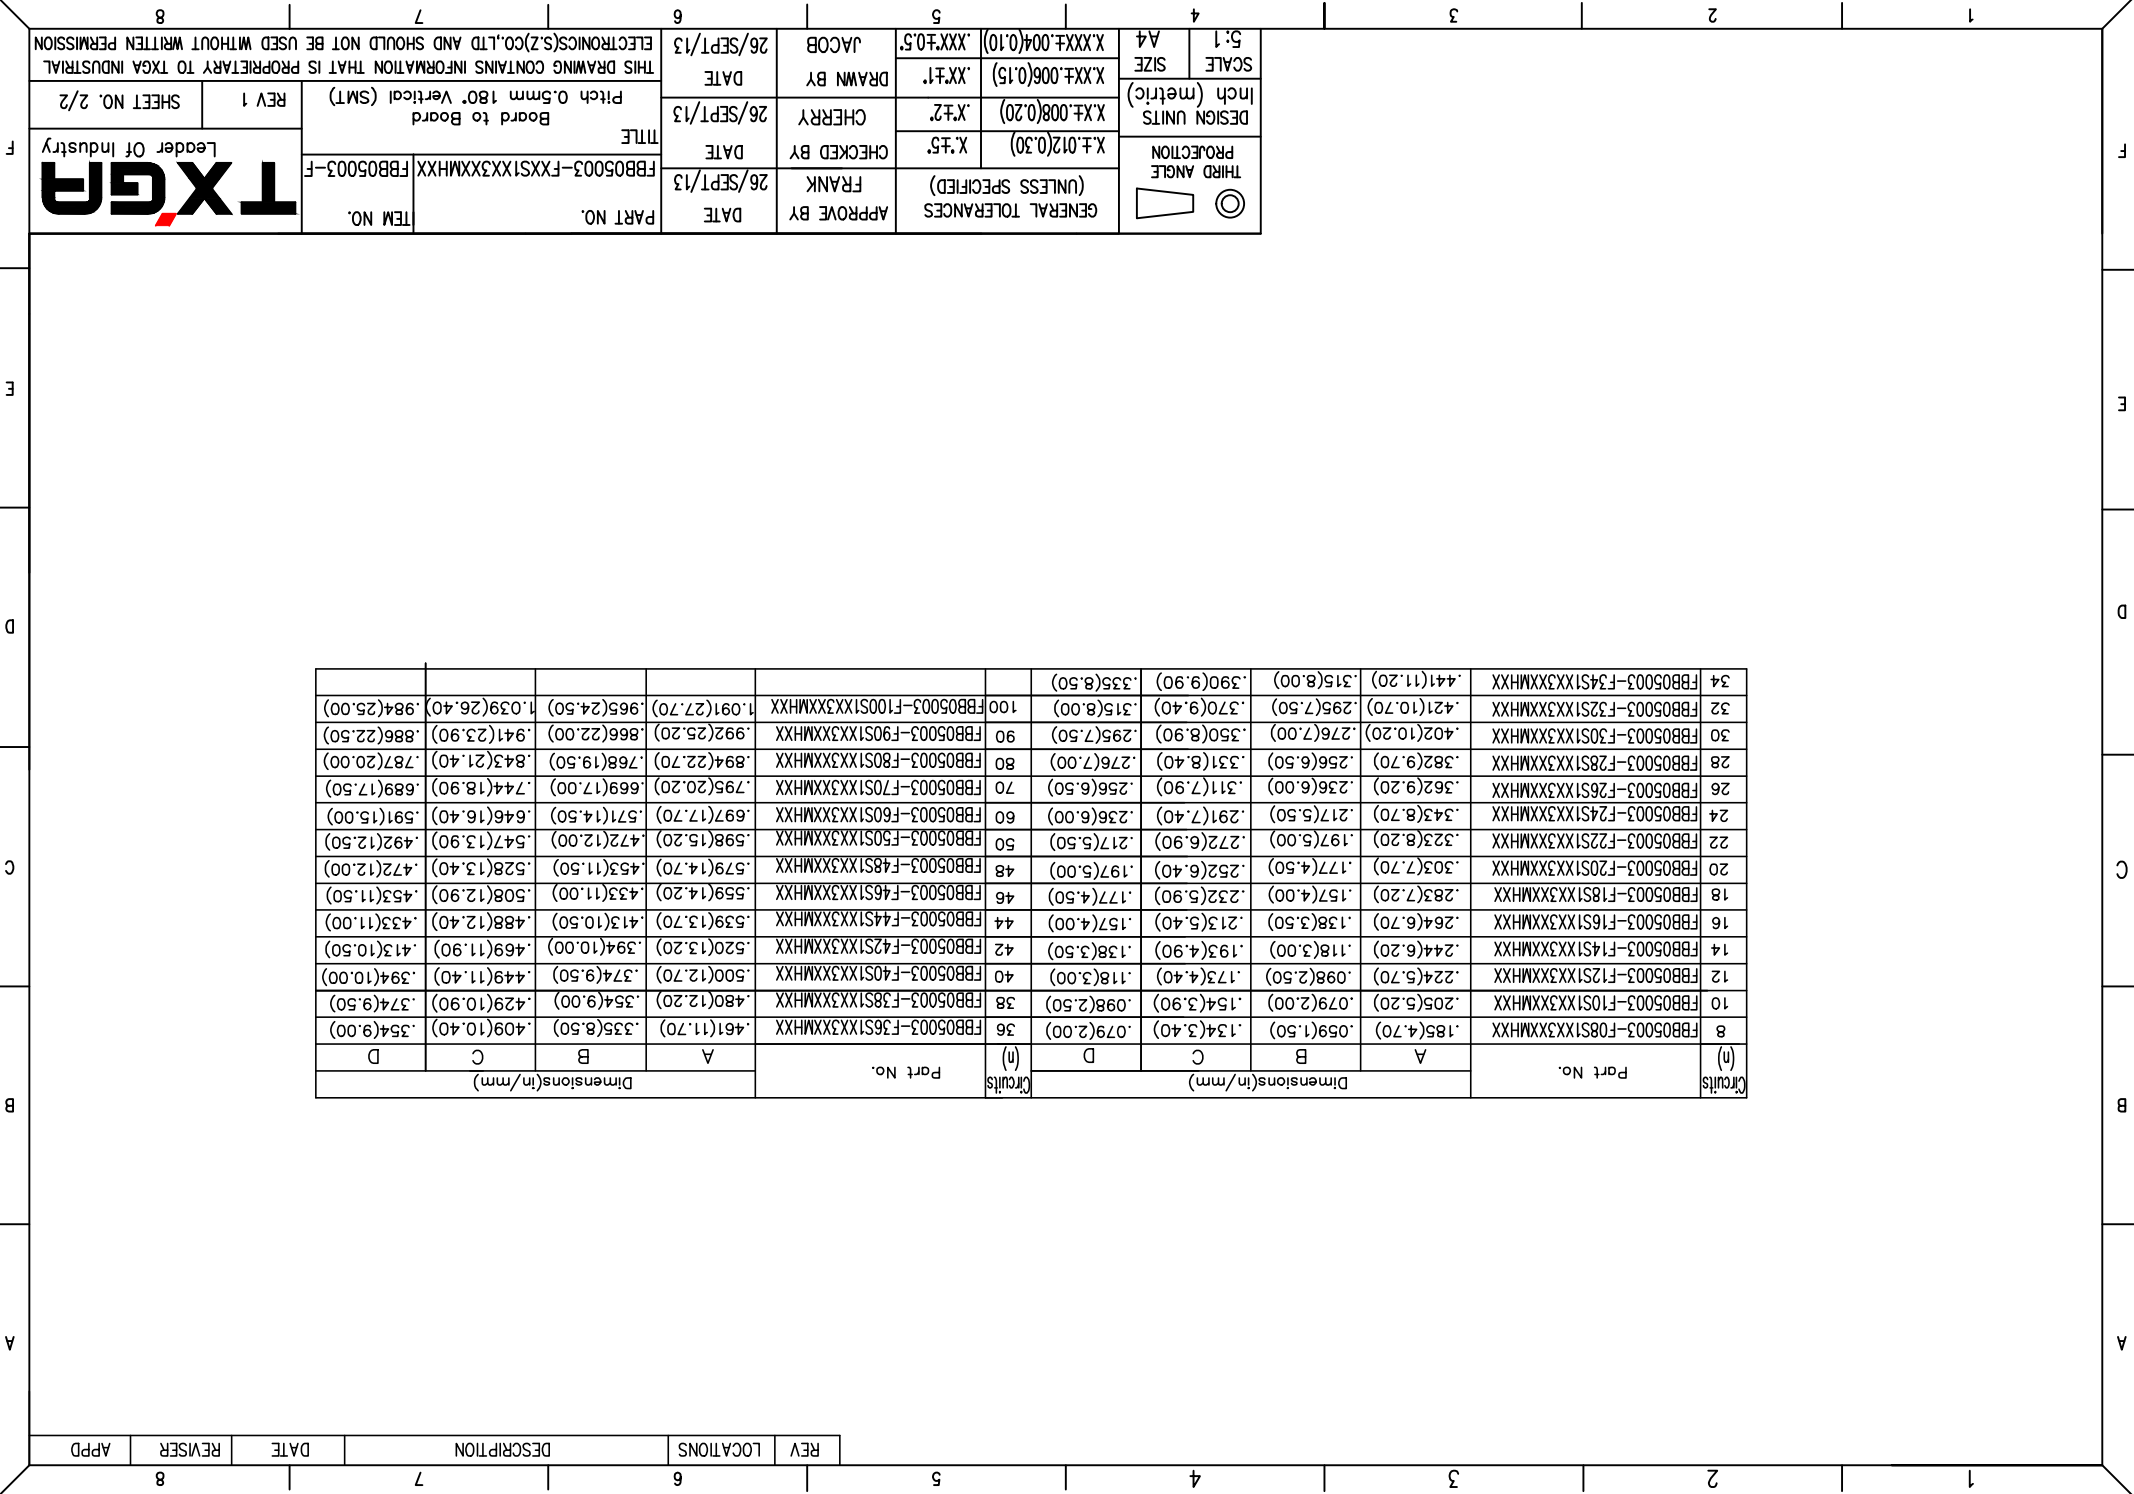 1 2 3 4 5 6 7 8
REV LOCATIONS DESCRIPTION DATE REVISER APPD
A A
B B
Circuits (n) Part No. Dimensions(in/mm) Circuits (n) Part No. Dimensions(in/mm)
A B C D A B C D
8 FBB05003-F08S1XX3XXMHXX .185(4.70) .059(1.50) .134(3.40) .079(2.00) 36 FBB05003-F36S1XX3XXMHXX .461(11.70) .335(8.50) .409(10.40) .354(9.00)
10 FBB05003-F10S1XX3XXMHXX .205(5.20) .079(2.00) .154(3.90) .098(2.50) 38 FBB05003-F38S1XX3XXMHXX .480(12.20) .354(9.00) .429(10.90) .374(9.50)
12 FBB05003-F12S1XX3XXMHXX .224(5.70) .098(2.50) .173(4.40) .118(3.00) 40 FBB05003-F40S1XX3XXMHXX .500(12.70) .374(9.50) .449(11.40) .394(10.00)
14 FBB05003-F14S1XX3XXMHXX .244(6.20) .118(3.00) .193(4.90) .138(3.50) 42 FBB05003-F42S1XX3XXMHXX .520(13.20) .394(10.00) .469(11.90) .413(10.50)
16 FBB05003-F16S1XX3XXMHXX .264(6.70) .138(3.50) .213(5.40) .157(4.00) 44 FBB05003-F44S1XX3XXMHXX .539(13.70) .413(10.50) .488(12.40) .433(11.00)
18 FBB05003-F18S1XX3XXMHXX .283(7.20) .157(4.00) .232(5.90) .177(4.50) 46 FBB05003-F46S1XX3XXMHXX .559(14.20) .433(11.00) .508(12.90) .453(11.50)
20 FBB05003-F20S1XX3XXMHXX .303(7.70) .177(4.50) .252(6.40) .197(5.00) 48 FBB05003-F48S1XX3XXMHXX .579(14.70) .453(11.50) .528(13.40) .472(12.00)
22 FBB05003-F22S1XX3XXMHXX .323(8.20) .197(5.00) .272(6.90) .217(5.50) 50 FBB05003-F50S1XX3XXMHXX .598(15.20) .472(12.00) .547(13.90) .492(12.50)
24 FBB05003-F24S1XX3XXMHXX .343(8.70) .217(5.50) .291(7.40) .236(6.00) 60 FBB05003-F60S1XX3XXMHXX .697(17.70) .571(14.50) .646(16.40) .591(15.00)
26 FBB05003-F26S1XX3XXMHXX .362(9.20) .236(6.00) .311(7.90) .256(6.50) 70 FBB05003-F70S1XX3XXMHXX .795(20.20) .669(17.00) .744(18.90) .689(17.50)
28 FBB05003-F28S1XX3XXMHXX .382(9.70) .256(6.50) .331(8.40) .276(7.00) 80 FBB05003-F80S1XX3XXMHXX .894(22.70) .768(19.50) .843(21.40) .787(20.00)
30 FBB05003-F30S1XX3XXMHXX .402(10.20) .276(7.00) .350(8.90) .295(7.50) 90 FBB05003-F90S1XX3XXMHXX .992(25.20) .866(22.00) .941(23.90) .886(22.50)
32 FBB05003-F32S1XX3XXMHXX .421(10.70) .295(7.50) .370(9.40) .315(8.00) 100 FBB05003-F100S1XX3XXMHXX 1.091(27.70) .965(24.50) 1.039(26.40) .984(25.00)
34 FBB05003-F34S1XX3XXMHXX .441(11.20) .315(8.00) .390(9.90) .335(8.50)
C C
D D
E E
F F
THIRD ANGLE
PROJECTION
DESIGN UNITS
Inch (metric)
SCALE SIZE
5:1 A4
GENERAL TOLERANCES
(UNLESS SPECIFIED)
X.±.012(0.30) X.°±5°
X.X±.008(0.20) .X°±2°
X.XX±.006(0.15) .XX°±1°
X.XXX±.004(0.10) .XXX°±0.5°
APPROVE BY DATE
FRANK 26/SEPT/13
CHECKED BY DATE
CHERRY 26/SEPT/13
DRAWN BY DATE
JACOB 26/SEPT/13
PART NO. ITEM NO.
FBB05003-FXXS1XX3XXMHXX FBB05003-F
TITLE
Board to Board
Pitch 0.5mm 180° Vertical (SMT)
TXGA
Leader Of Industry
REV 1 SHEET NO. 2/2
THIS DRAWING CONTAINS INFORMATION THAT IS PROPRIETARY TO TXGA INDUSTRIAL
ELECTRONICS(S.Z)CO.,LTD AND SHOULD NOT BE USED WITHOUT WRITTEN PERMISSION
1 2 3 4 5 6 7 8